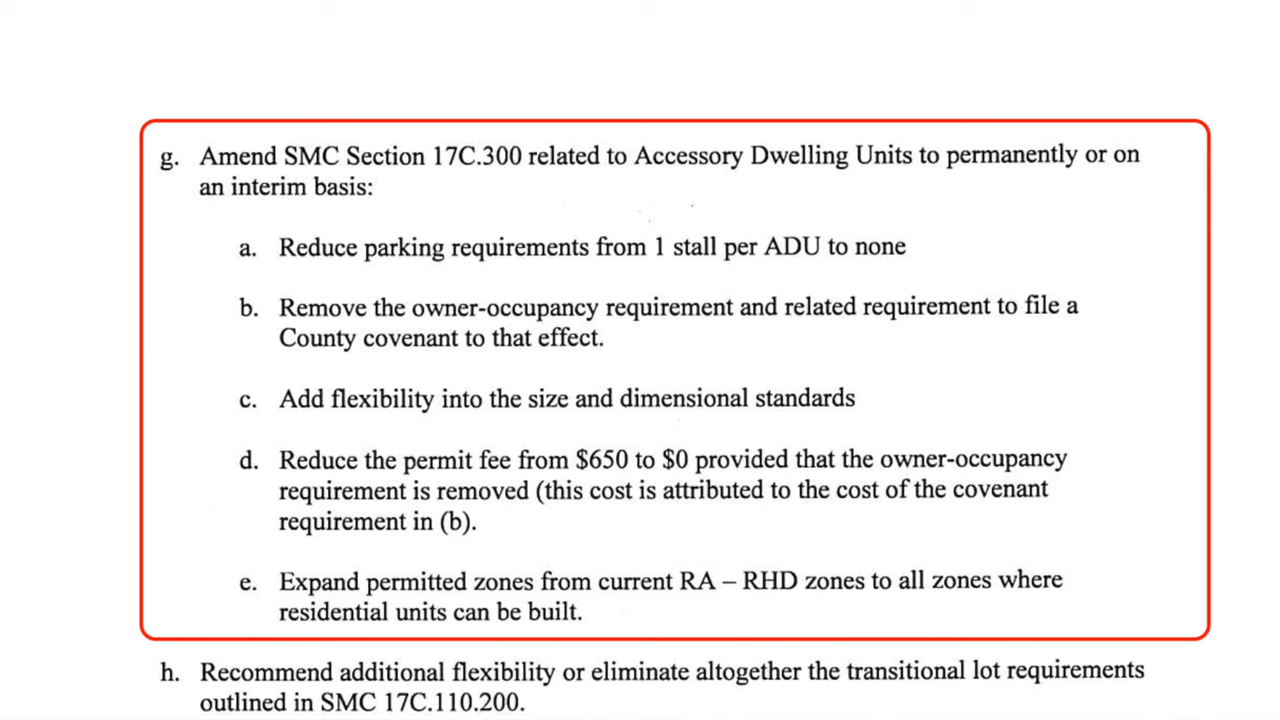 g. Amend SMC Section 17C.300 related to Accessory Dwelling Units to permanently or on
an interim basis:
a. Reduce parking requirements from 1 stall per ADU to none
b. Remove the owner-occupancy requirement and related requirement to file a
County covenant to that effect.
c. Add flexibility into the size and dimensional standards
d. Reduce the permit fee from $650 to $0 provided that the owner-occupancy
requirement is removed (this cost is attributed to the cost of the covenant
requirement in (b).
e. Expand permitted zones from current RA – RHD zones to all zones where
residential units can be built.
h. Recommend additional flexibility or eliminate altogether the transitional lot requirements
outlined in SMC 17C.110.200.